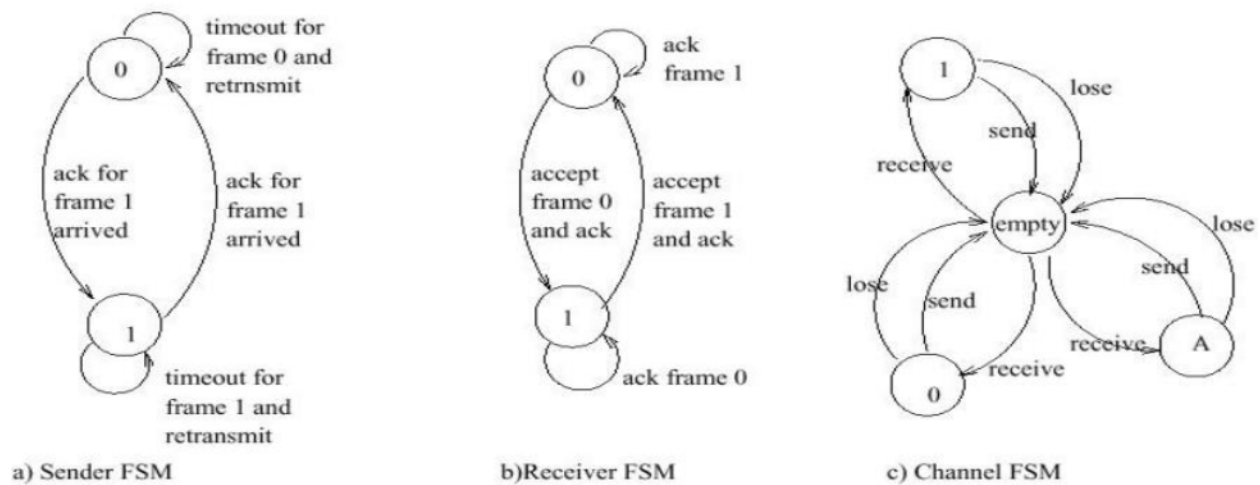 timeout for
frame 0 and
retrnsmit
0
ack for
frame 1
arrived
ack for
frame 1
arrived
1
timeout for
frame 1 and
retransmit
a) Sender FSM
ack
frame 1
0
accept
frame 0
and ack
accept
frame 1
and ack
1
ack frame 0
b)Receiver FSM
1
lose
send
receive
empty
lose
send
receive
0
lose
send
receive
A
c) Channel FSM